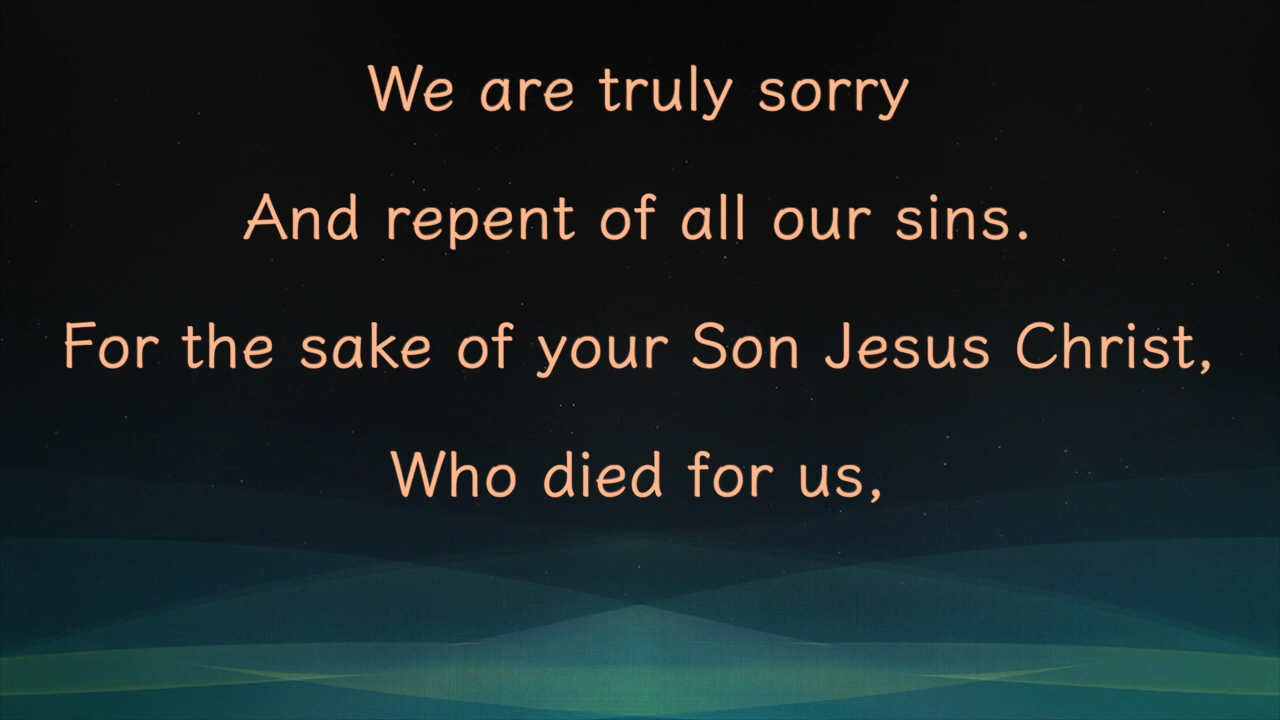 We are truly sorry
And repent of all our sins.
For the sake of your Son Jesus Christ,
Who died for us,